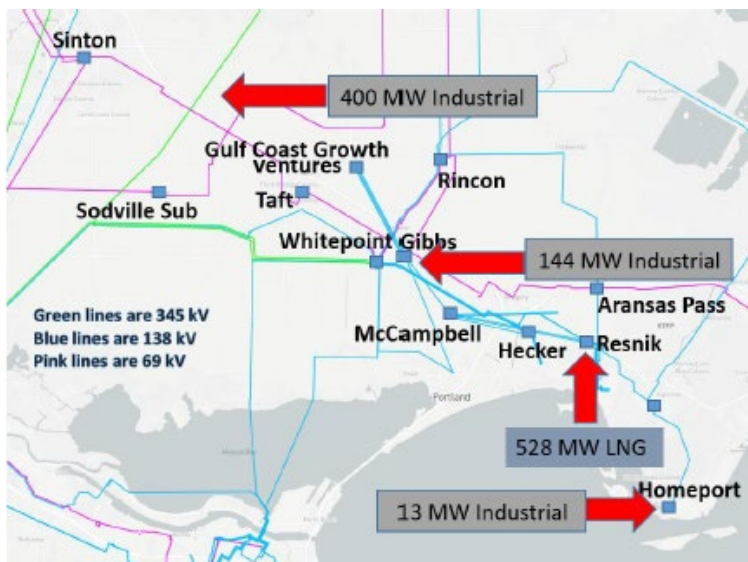 Sinton
400 MW Industrial
Gulf Coast Growth
ventures
Rincon
Taft
Sodville Sub
Whitepoint
Gibbs
144 MW Industrial
Green lines are 345 kV
Blue lines are 138 kV
Pink lines are 69 kV
Aransas Pass
McCampbell
Hecker
Resnik
Portland
528 MW LNG
Homeport
13 MW Industrial